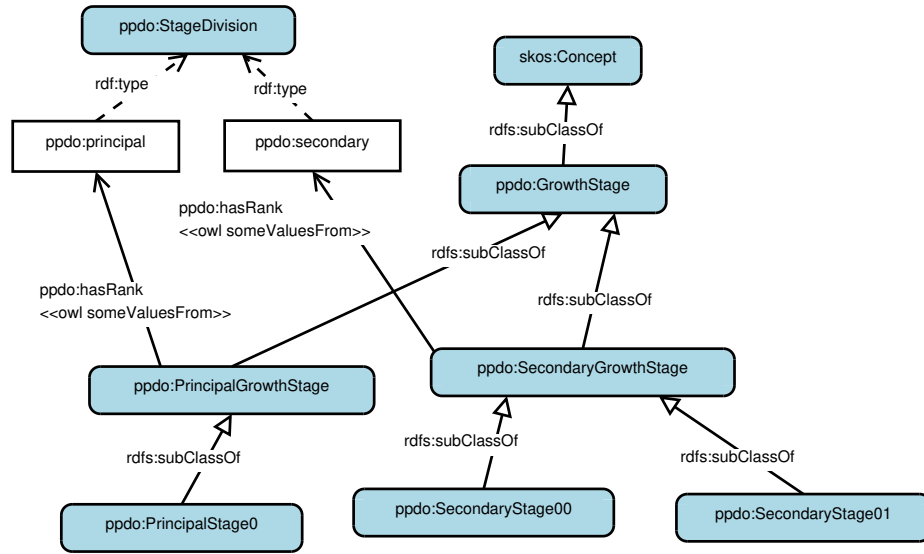 ppdo:StageDivision
skos:Concept
rdf:type
rdf:type
ppdo:principal
ppdo:secondary
rdfs:subClassOf
ppdo:GrowthStage
ppdo:hasRank
<<owl someValuesFrom>>
rdfs:subClassOf
ppdo:hasRank
<<owl someValuesFrom>>
rdfs:subClassOf
ppdo:PrincipalGrowthStage
ppdo:SecondaryGrowthStage
rdfs:subClassOf
rdfs:subClassOf
rdfs:subClassOf
ppdo:PrincipalStage0
ppdo:SecondaryStage00
ppdo:SecondaryStage01